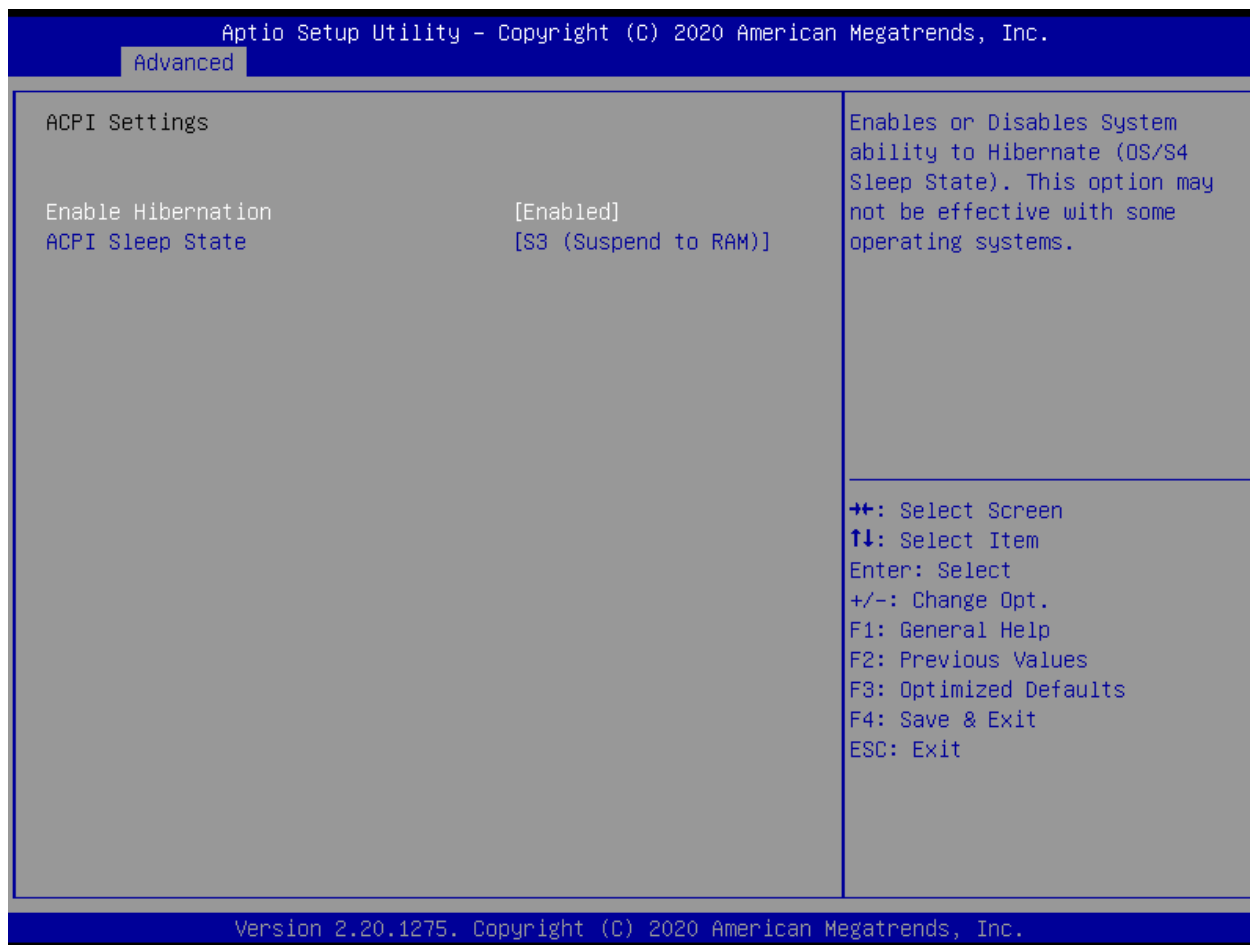 Aptio Setup Utility – Copyright (C) 2020 American Megatrends, Inc.
Advanced
ACPI Settings
Enable Hibernation [Enabled]
ACPI Sleep State [S3 (Suspend to RAM)]
Enables or Disables System
ability to Hibernate (OS/S4
Sleep State). This option may
not be effective with some
operating systems.
→←: Select Screen
↑↓: Select Item
Enter: Select
+/-: Change Opt.
F1: General Help
F2: Previous Values
F3: Optimized Defaults
F4: Save & Exit
ESC: Exit
Version 2.20.1275. Copyright (C) 2020 American Megatrends, Inc.